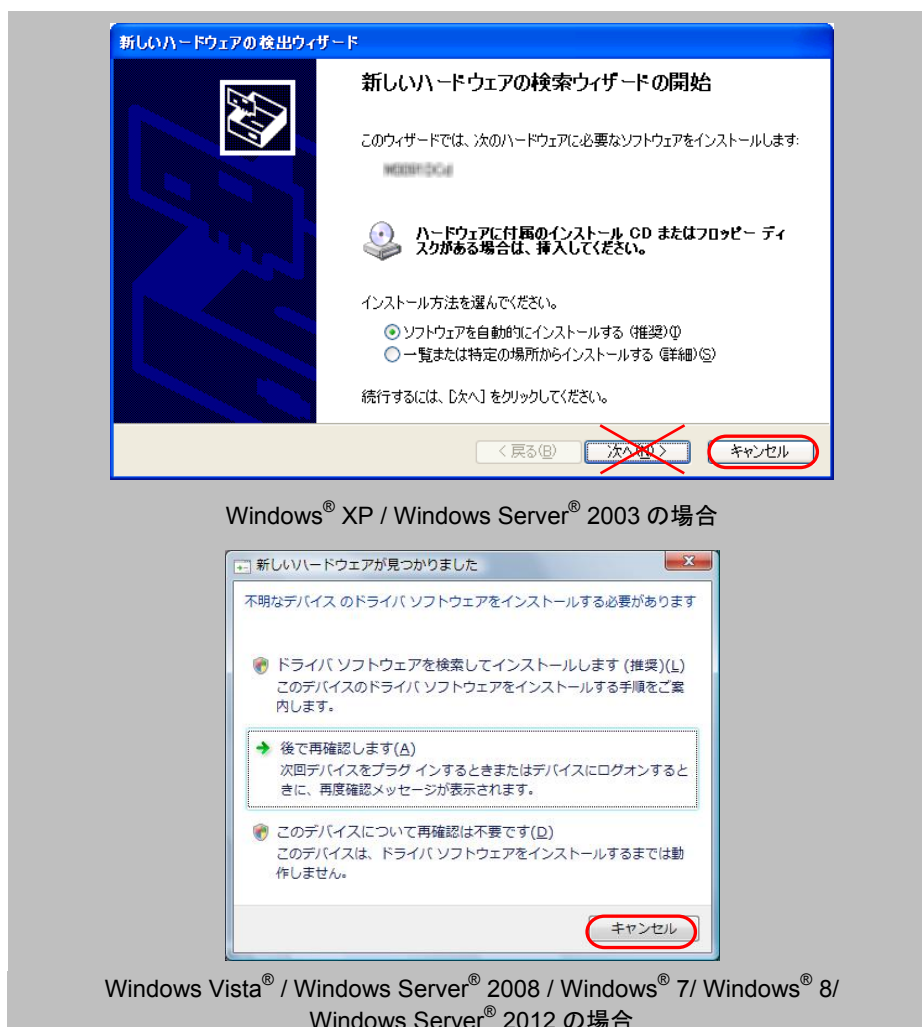 新しいハードウェアの検出ウィザード
新しいハードウェアの検索ウィザードの開始
このウィザードでは、次のハードウェアに必要なソフトウェアをインストールします:
ハードウェアに付属のインストール CD またはフロッピー ディ
スクがある場合は、挿入してください。
インストール方法を選んでください。
ソフトウェアを自動的にインストールする (推奨)(I)
一覧または特定の場所からインストールする (詳細)(S)
続行するには、[次へ] をクリックしてください。
< 戻る(B) 次へ(N) > キャンセル
Windows® XP / Windows Server® 2003 の場合
新しいハードウェアが見つかりました
不明なデバイス のドライバ ソフトウェアをインストールする必要があります
ドライバ ソフトウェアを検索してインストールします (推奨)(L)
このデバイスのドライバ ソフトウェアをインストールする手順をご案
内します。
後で再確認します(A)
次回デバイスをプラグ インするときまたはデバイスにログオンすると
きに、再度確認メッセージが表示されます。
このデバイスについて再確認は不要です(D)
このデバイスは、ドライバ ソフトウェアをインストールするまでは動
作しません。
キャンセル
Windows Vista® / Windows Server® 2008 / Windows® 7/ Windows® 8/
Windows Server® 2012 の場合